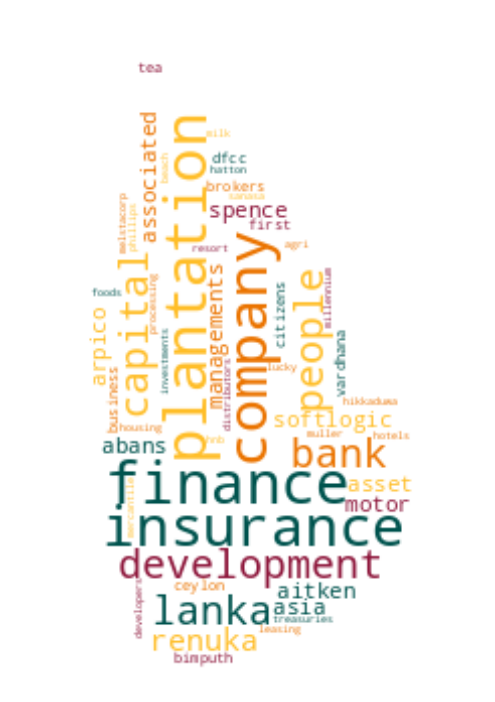 tea
associated
plantation
milk
beach
dfcc
hatton
brokers
sanasa
spence
first
melstacorp
phillips
resort
agri
company
capital
managements
people
millennium
processing
citizens
foods
arpico
investments
vardhana
distributors
lucky
business
hikkaduwa
softlogic
housing
muller
hotels
hnb
abans
bank
finance
asset
mercantile
motor
insurance
development
developers
ceylon
aitken
lanka
asia
treasuries
renuka
leasing
bimputh